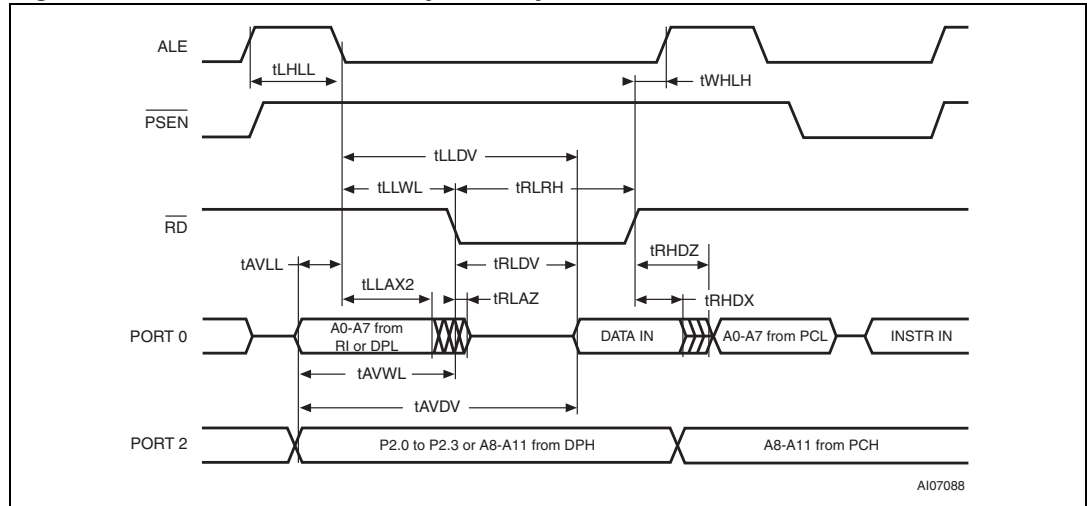 ALE
tLHLL
tWHLH
PSEN
tLLDV
tLLWL
tRLRH
RD
tAVLL
tRLDV
tRHDZ
tLLAX2
tRLAZ
tRHDX
PORT 0
A0-A7 from
RI or DPL
DATA IN
A0-A7 from PCL
INSTR IN
tAVWL
tAVDV
PORT 2
P2.0 to P2.3 or A8-A11 from DPH
A8-A11 from PCH
AI07088